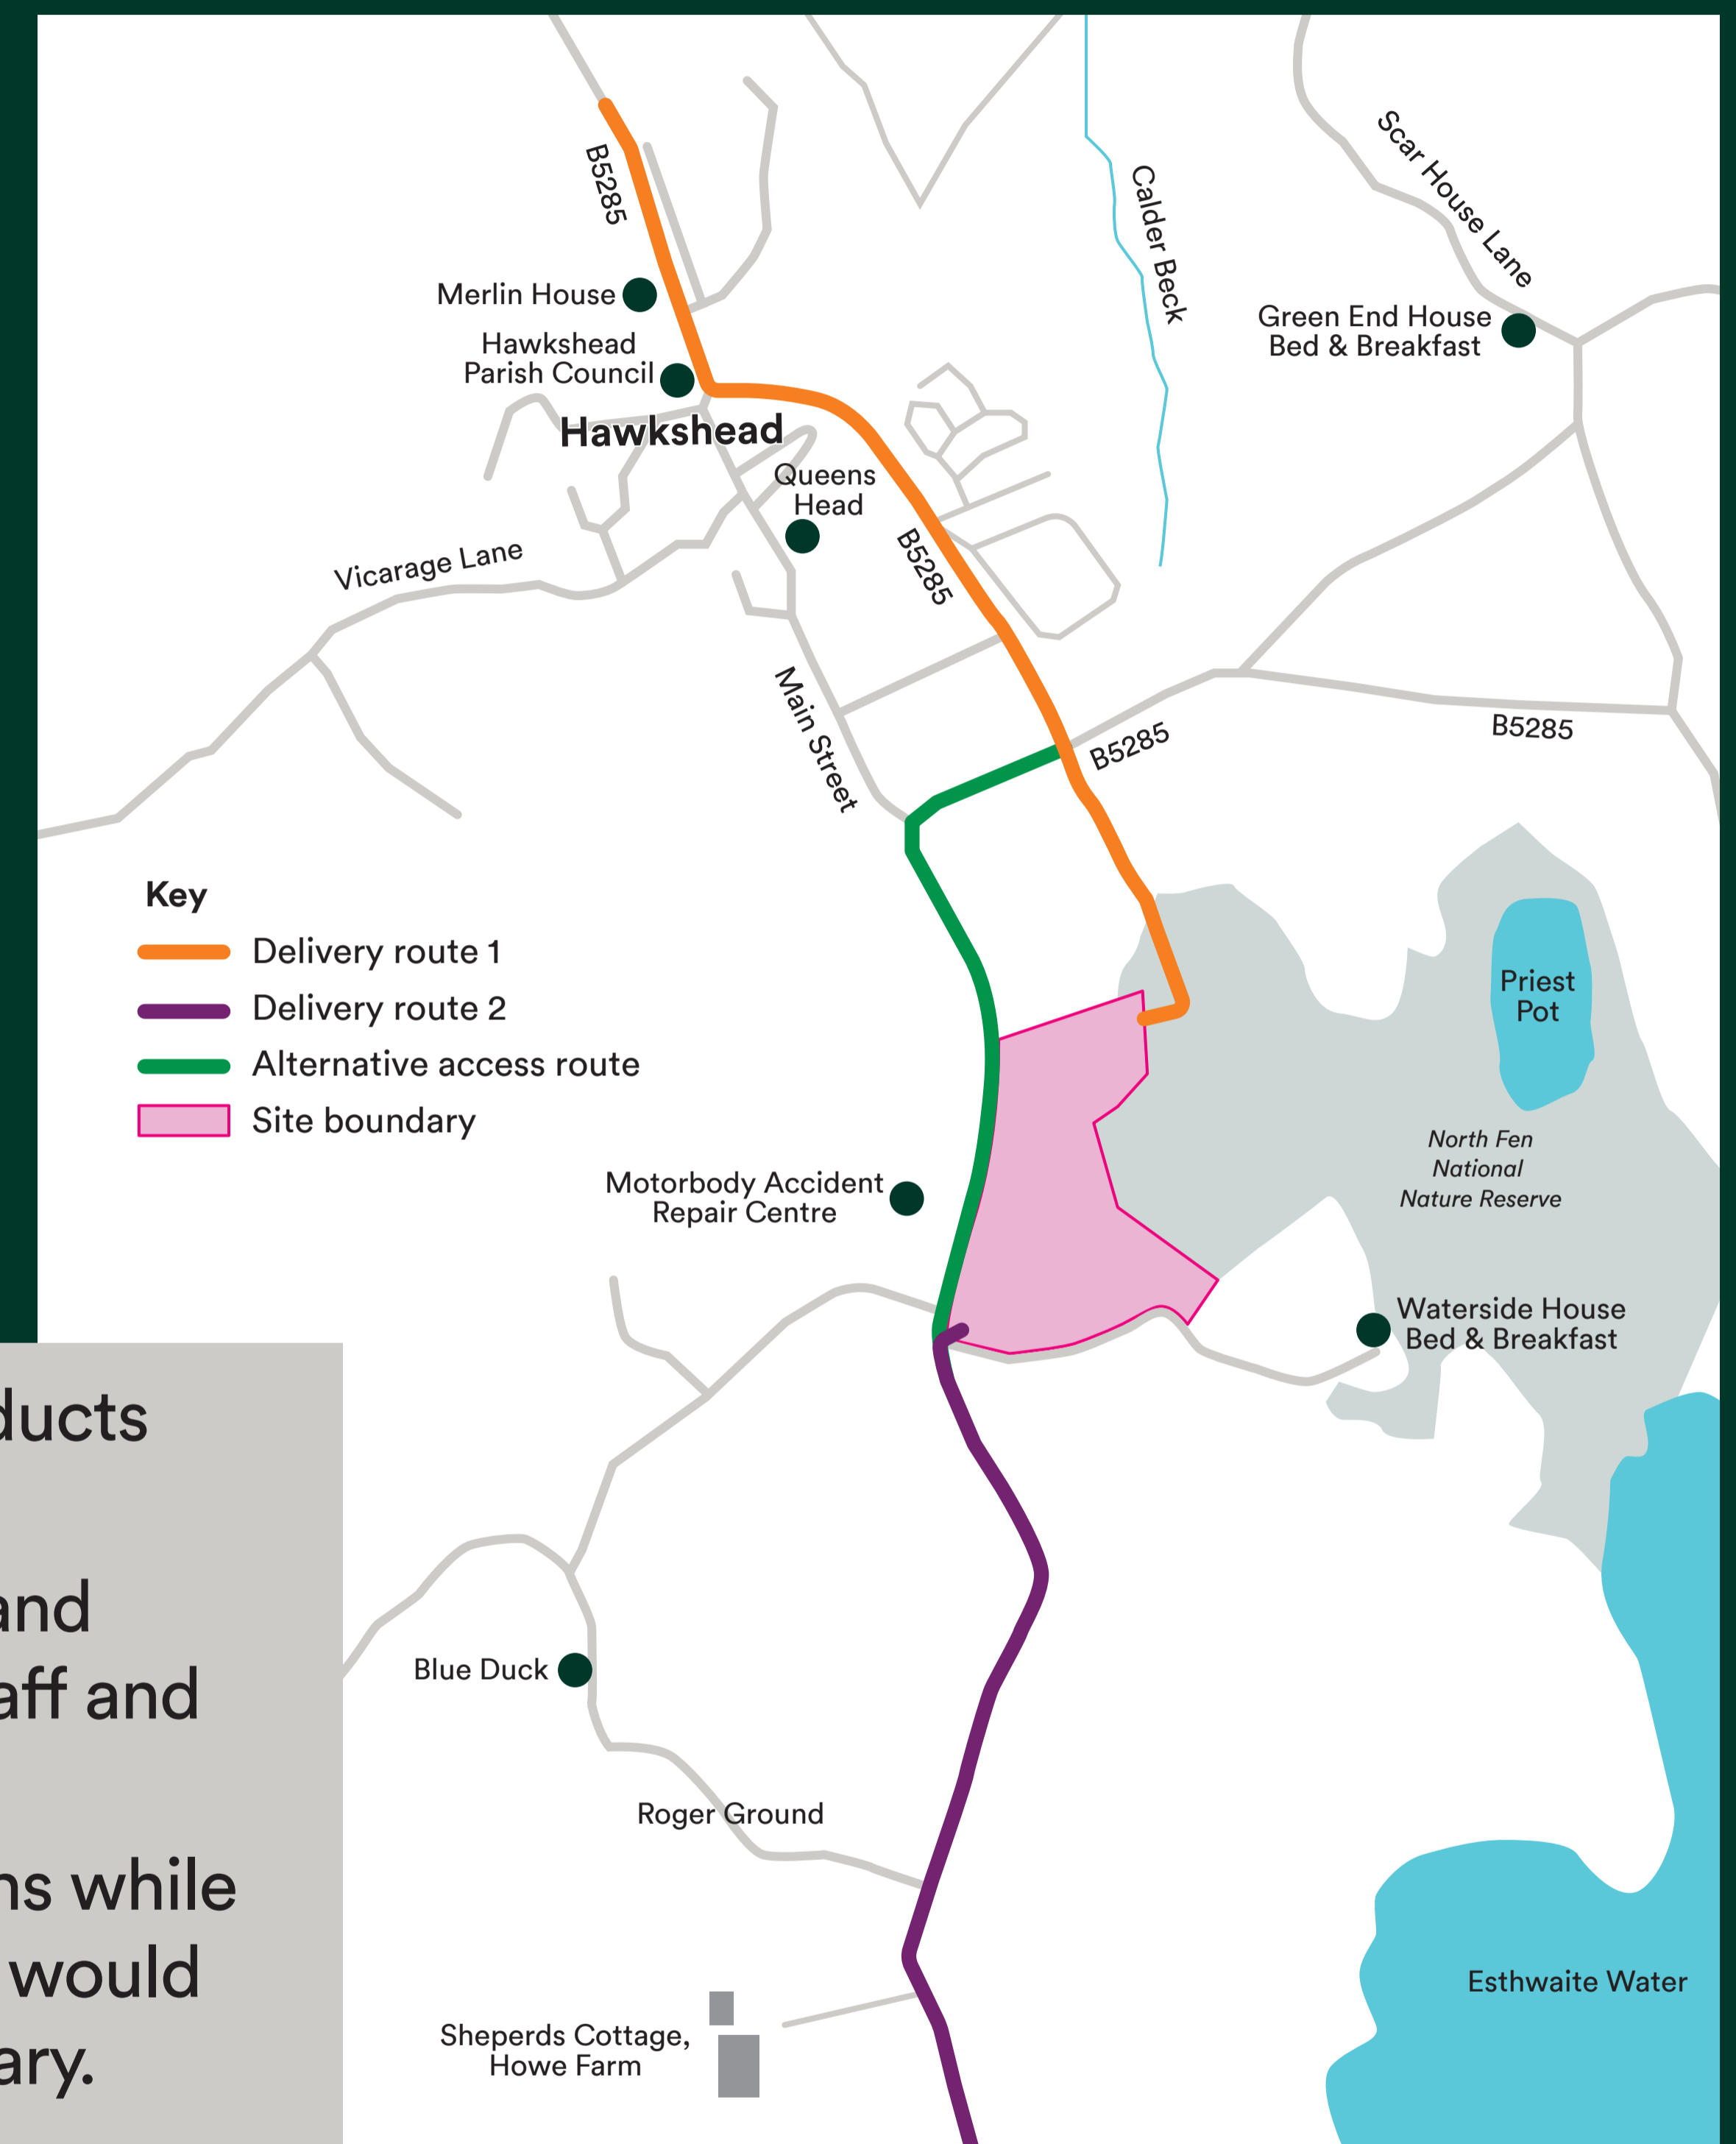 B5285
Calder Beck
Scar House Lane
Merlin House
Green End House
Bed & Breakfast
Hawkshead
Parish Council
Hawkshead
Queens
Head
Vicarage Lane
B5285
Main Street
B5285
B5285
Key
Delivery route 1
Delivery route 2
Alternative access route
Site boundary
Priest
Pot
North Fen
National
Nature Reserve
Motorbody Accident
Repair Centre
Waterside House
Bed & Breakfast
Blue Duck
Roger Ground
Esthwaite Water
Sheperds Cottage,
Howe Farm
ducts
and
aff and
ns while
would
ary.